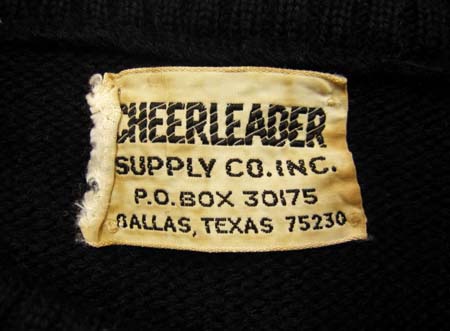 CHEERLEADER
SUPPLY CO. INC.
P.O. BOX 30175
DALLAS, TEXAS 75230